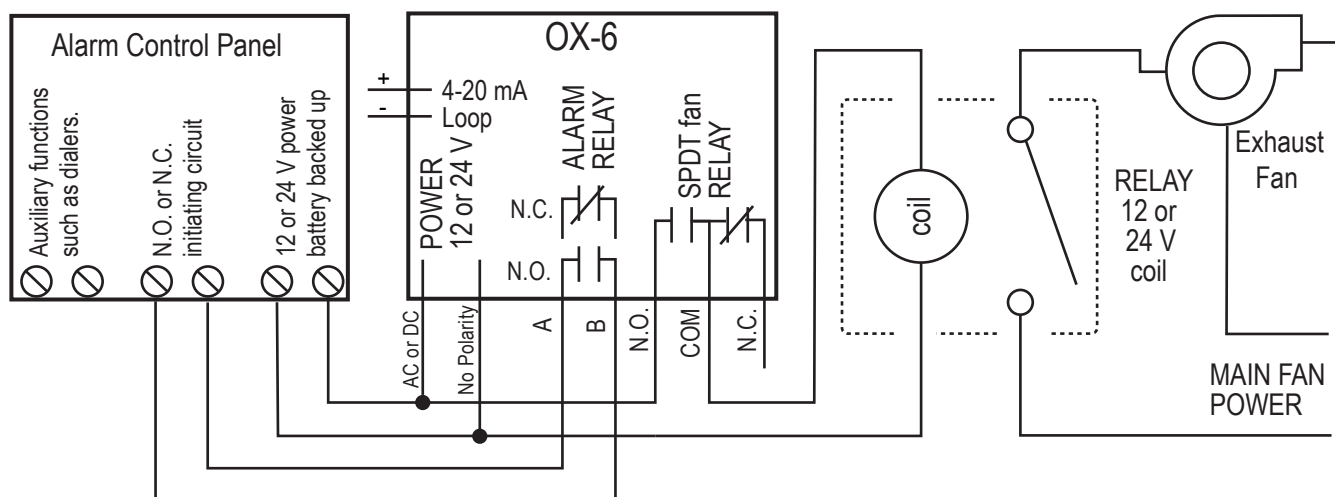 Alarm Control Panel
Auxiliary functions
such as dialers.
N.O. or N.C.
initiating circuit
12 or 24 V power
battery backed up
OX-6
+
4-20 mA
-
Loop
POWER
12 or 24 V
ALARM
RELAY
N.C.
N.O.
SPDT fan
RELAY
AC or DC
No Polarity
A
B
N.O.
COM
N.C.
coil
RELAY
12 or
24 V
coil
Exhaust
Fan
MAIN FAN
POWER